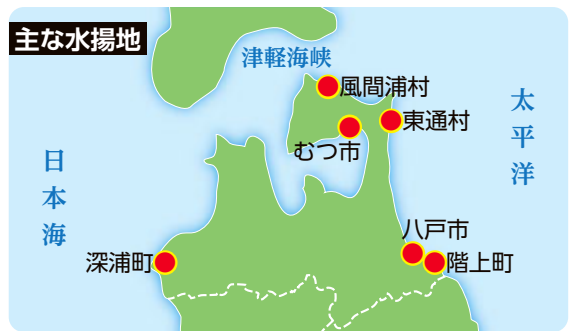 主な水揚地
津軽海峡
風間浦村
東通村
むつ市
太平洋
日本海
八戸市
深浦町
階上町